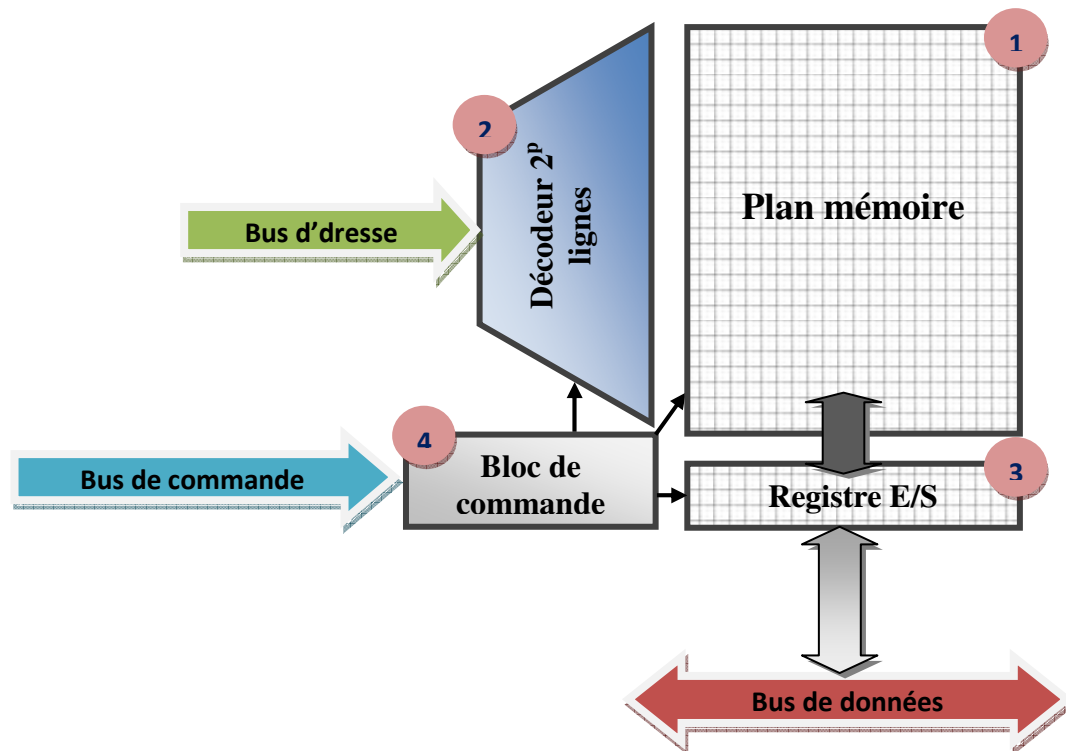 1
2
Décodeur 2ᵖ
lignes
Plan mémoire
Bus d’dresse
4
Bloc de
commande
Bus de commande
3
Registre E/S
Bus de données